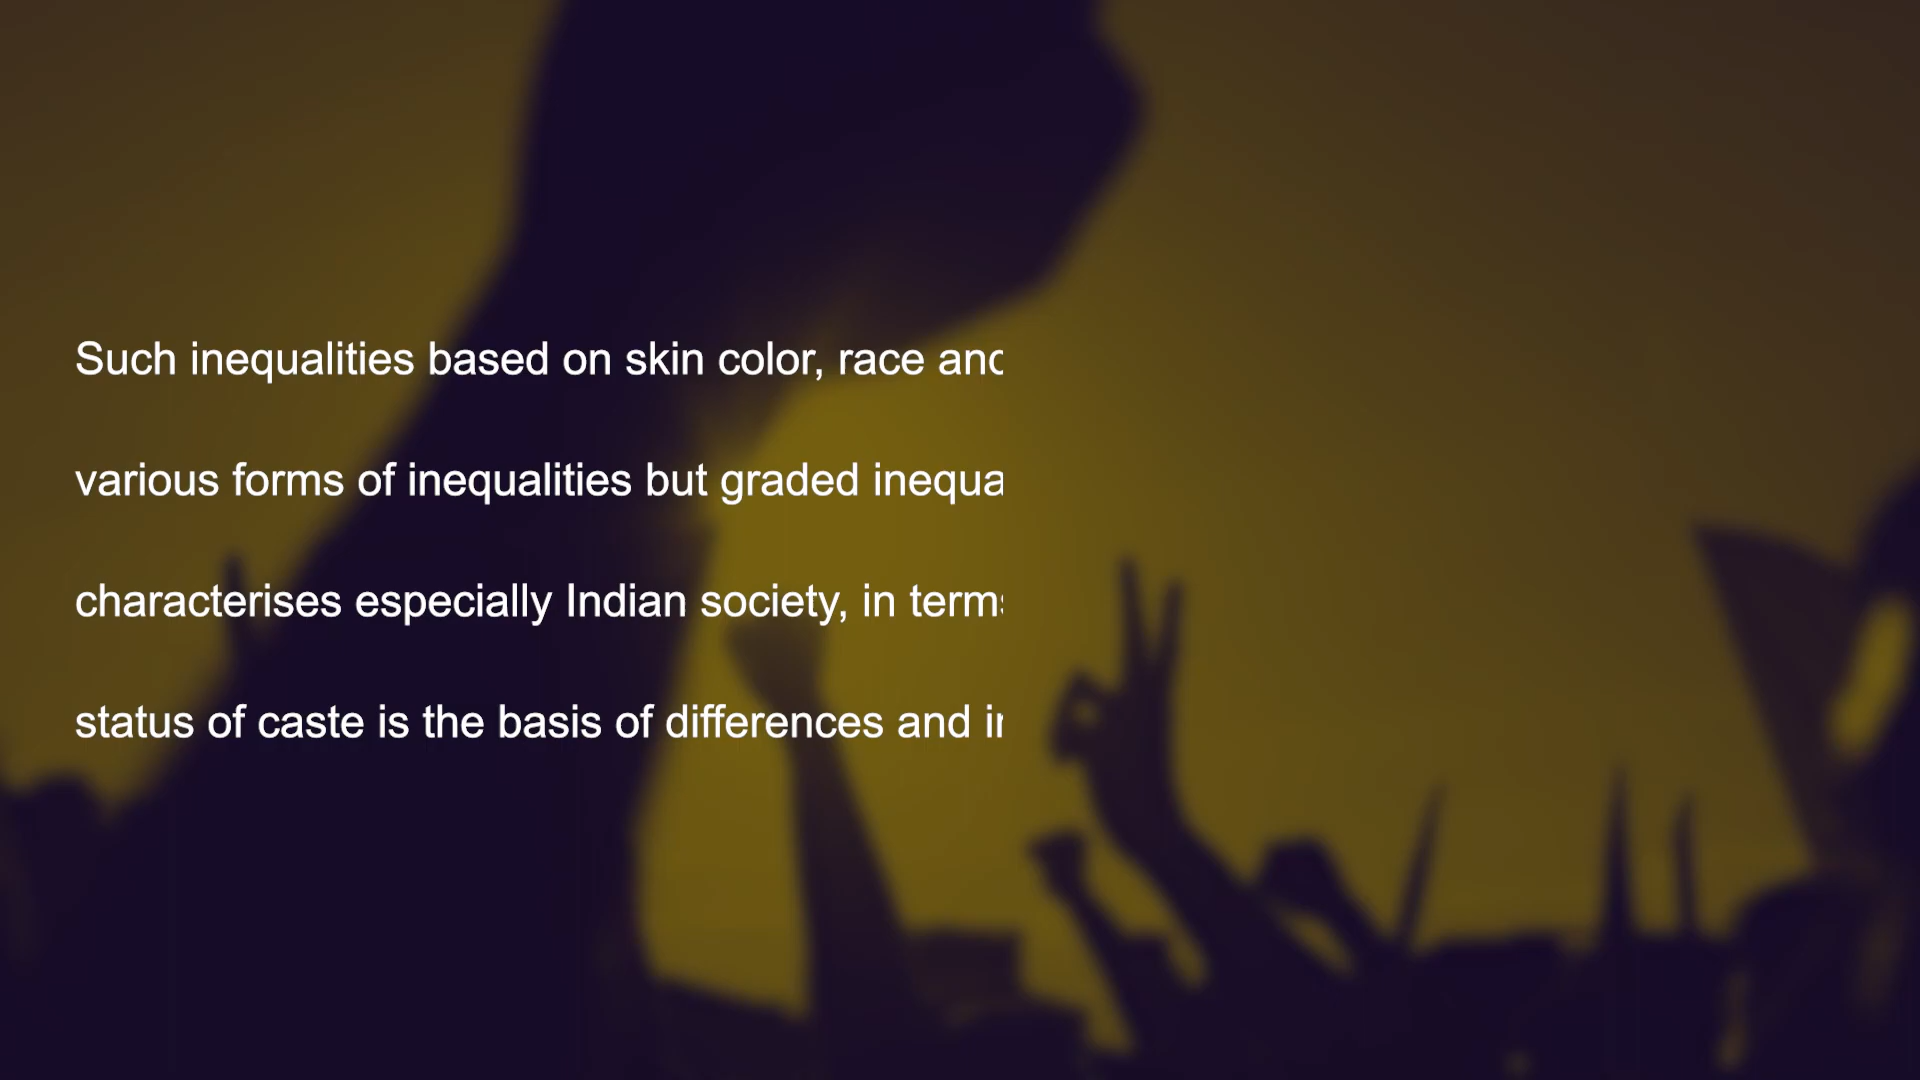 Such inequalities based on skin color, race and
various forms of inequalities but graded
characterises especially Indian society, in terms
status of caste is the basis of differences and